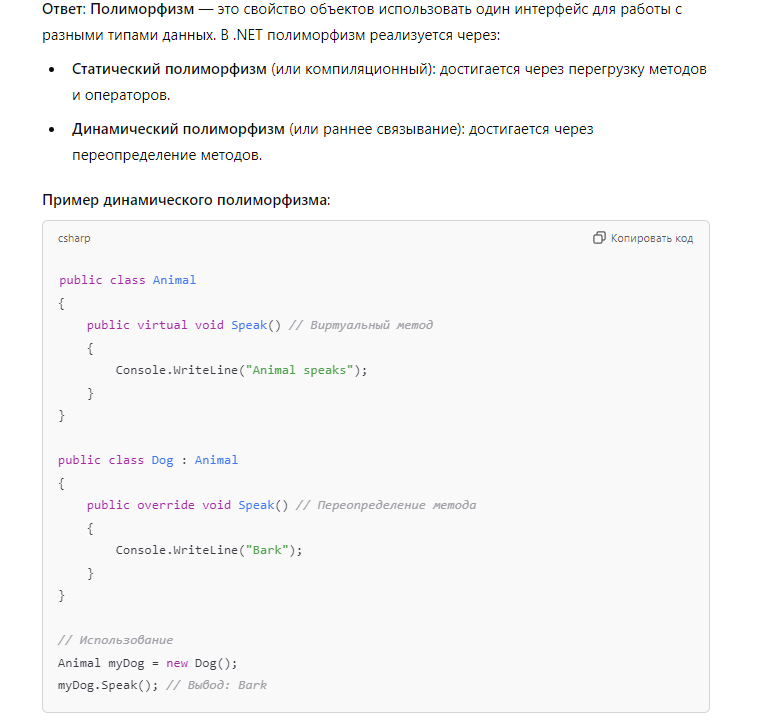 Ответ: Полиморфизм — это свойство объектов использовать один интерфейс для работы с
разными типами данных. В .NET полиморфизм реализуется через:
• Статический полиморфизм (или компиляционный): достигается через перегрузку методов
и операторов.
• Динамический полиморфизм (или раннее связывание): достигается через
переопределение методов.
Пример динамического полиморфизма:
csharp
Копировать код
public class Animal
{
    public virtual void Speak() // Виртуальный метод
    {
        Console.WriteLine("Animal speaks");
    }
}
public class Dog : Animal
{
    public override void Speak() // Переопределение метода
    {
        Console.WriteLine("Bark");
    }
}
// Использование
Animal myDog = new Dog();
myDog.Speak(); // Вывод: Bark